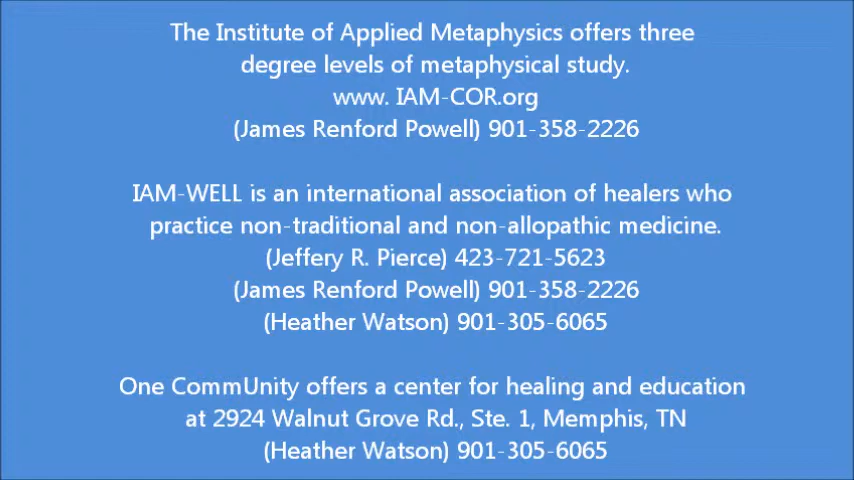 The Institute of Applied Metaphysics offers three
degree levels of metaphysical study.
www. IAM-COR.org
(James Renford Powell) 901-358-2226
IAM-WELL is an international association of healers who
practice non-traditional and non-allopathic medicine.
(Jeffery R. Pierce) 423-721-5623
(James Renford Powell) 901-358-2226
(Heather Watson) 901-305-6065
One CommUnity offers a center for healing and education
at 2924 Walnut Grove Rd., Ste. 1, Memphis, TN
(Heather Watson) 901-305-6065